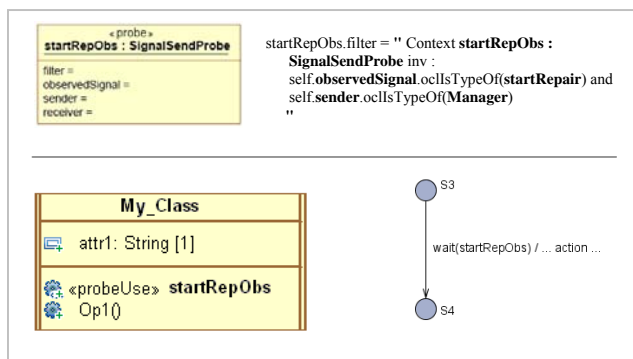 «probe»
startRepObs : SignalSendProbe
filter =
observedSignal =
sender =
receiver =
startRepObs.filter = " Context startRepObs :
SignalSendProbe inv :
self.observedSignal.oclIsTypeOf(startRepair) and
self.sender.oclIsTypeOf(Manager)
"
My_Class
attr1: String [1]
«probeUse» startRepObs
Op1()
S3
wait(startRepObs) / ... action ...
S4